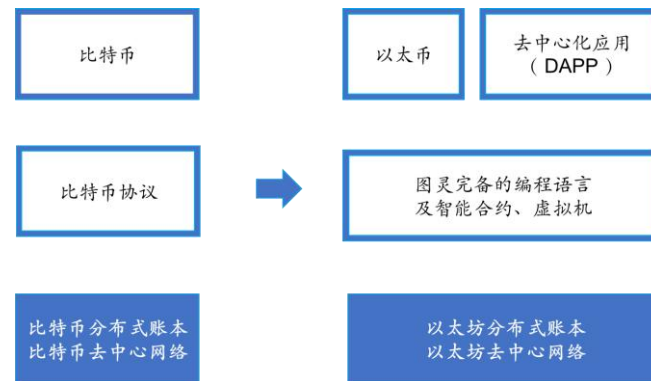 比特币
以太币
去中心化应用
（ DAPP ）
比特币协议
图灵完备的编程语言
及智能合约、虚拟机
比特币分布式账本
比特币去中心网络
以太坊分布式账本
以太坊去中心网络